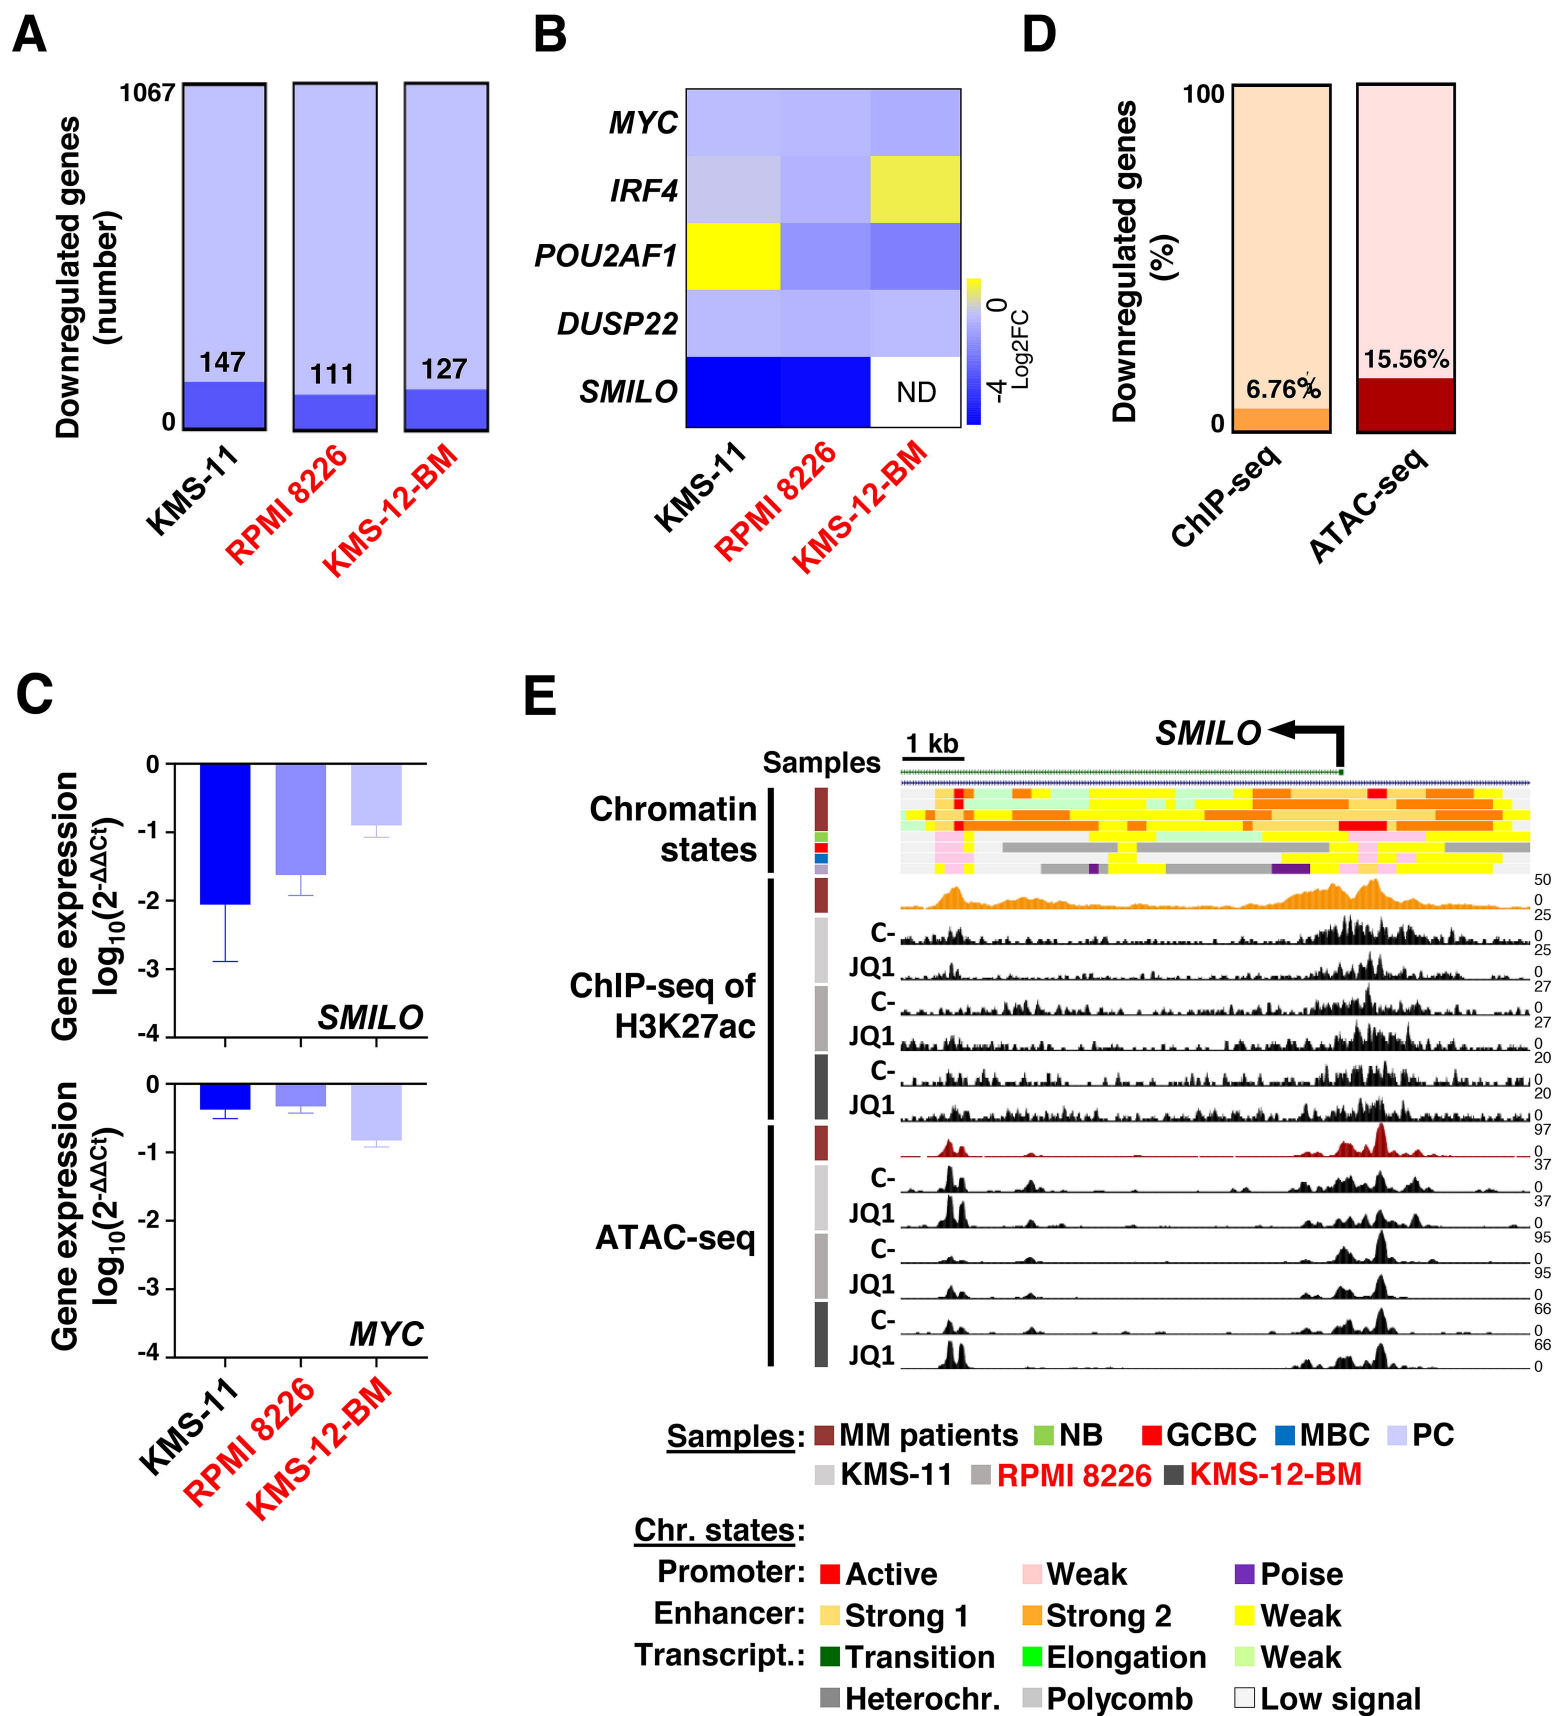 A
1067
0
Downregulated genes
(number)
147
111
127
KMS-11
RPMI 8226
KMS-12-BM
B
MYC
IRF4
POU2AF1
DUSP22
SMILO
ND
0
-4
Log2FC
KMS-11
RPMI 8226
KMS-12-BM
D
Downregulated genes
(%)
100
0
6.76%
15.56%
ChIP-seq
ATAC-seq
C
Gene expression
log10(2-ΔΔCt)
0
-1
-2
-3
-4
SMILO
Gene expression
log10(2-ΔΔCt)
0
-1
-2
-3
-4
MYC
KMS-11
RPMI 8226
KMS-12-BM
E
SMILO
1 kb
Samples
Chromatin
states
ChIP-seq of
H3K27ac
ATAC-seq
50
0
C-
25
0
JQ1
25
0
C-
27
0
JQ1
27
0
C-
20
0
JQ1
20
0
97
0
C-
37
0
JQ1
37
0
C-
95
0
JQ1
95
0
C-
66
0
JQ1
66
0
Samples: MM patients NB GCBC MBC PC
KMS-11 RPMI 8226 KMS-12-BM
Chr. states:
Promoter: Active Weak Poise
Enhancer: Strong 1 Strong 2 Weak
Transcript.: Transition Elongation Weak
Heterochr. Polycomb Low signal